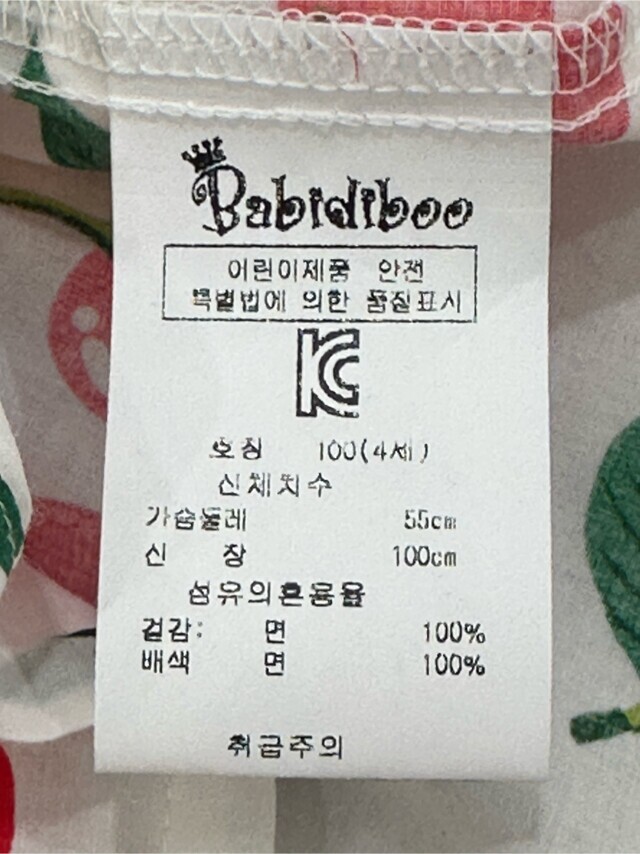 Babidiboo
어린이제품 안전
특별법에 의한 품질표시
KC
호칭 100(4세)
신체치수
가슴둘레 55cm
신 장 100cm
섬유의혼용율
겉감: 면 100%
배색 면 100%
취급주의